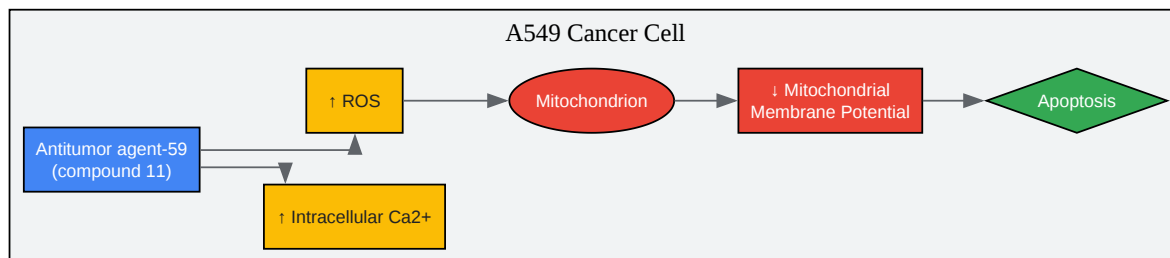 A549 Cancer Cell
↑ ROS
Mitochondrion
↓ Mitochondrial
Membrane Potential
Apoptosis
Antitumor agent-59
(compound 11)
↑ Intracellular Ca2+